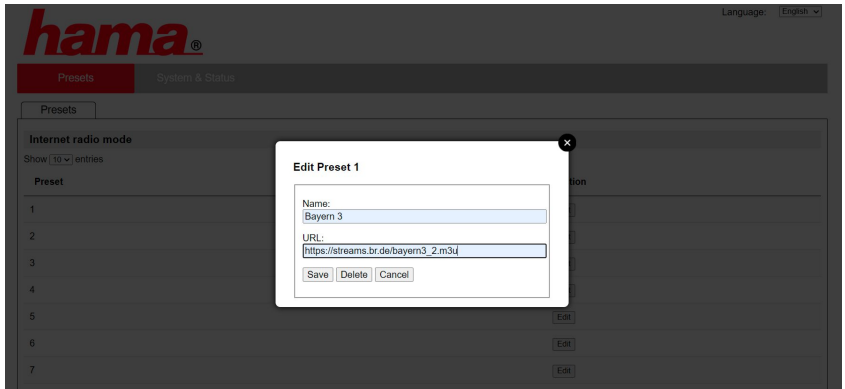 Language: English
hama®
Presets System & Status
Presets
Internet radio mode
Show 10 entries
Preset tion
Edit Preset 1
Name:
Bayern 3
URL:
https://streams.br.de/bayern3_2.m3u
Save Delete Cancel
1
2
3
4
5 Edit
6 Edit
7 Edit